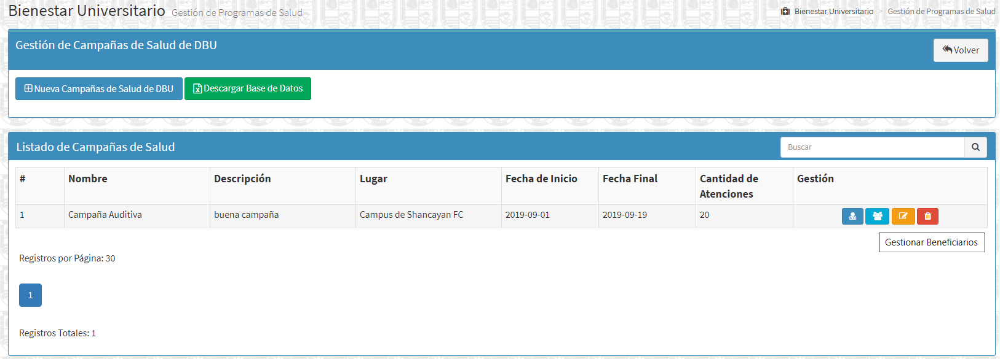 Bienestar Universitario Gestión de Programas de Salud
Bienestar Universitario > Gestión de Programas de Salud
Gestión de Campañas de Salud de DBU
Volver
Nueva Campañas de Salud de DBU
Descargar Base de Datos
Listado de Campañas de Salud
Buscar
# Nombre Descripción Lugar Fecha de Inicio Fecha Final Cantidad de Atenciones Gestión
1 Campaña Auditiva buena campaña Campus de Shancayan FC 2019-09-01 2019-09-19 20
Gestionar Beneficiarios
Registros por Página: 30
1
Registros Totales: 1